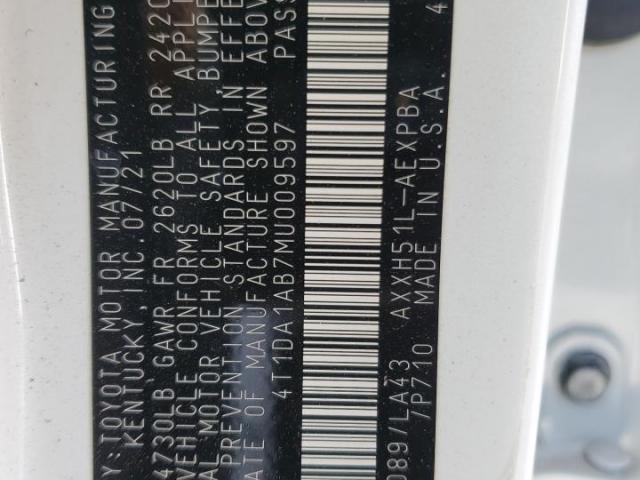 Y:TOYOTA MOTOR MANUFACTURING
KENTUCKY, INC. 07/21
4730LB GAWR FR 2620LB RR 2420
VEHICLE CONFORMS TO ALL APPLI
AL MOTOR VEHICLE SAFETY, BUMPE
PREVENTION STANDARDS IN EFFE
ATE OF MANUFACTURE SHOWN ABOV
4T1DA1AB7MU009597 PASS
0897LA43 AXXH51L-AEXPBA
7P710 MADE IN U.S.A. 4